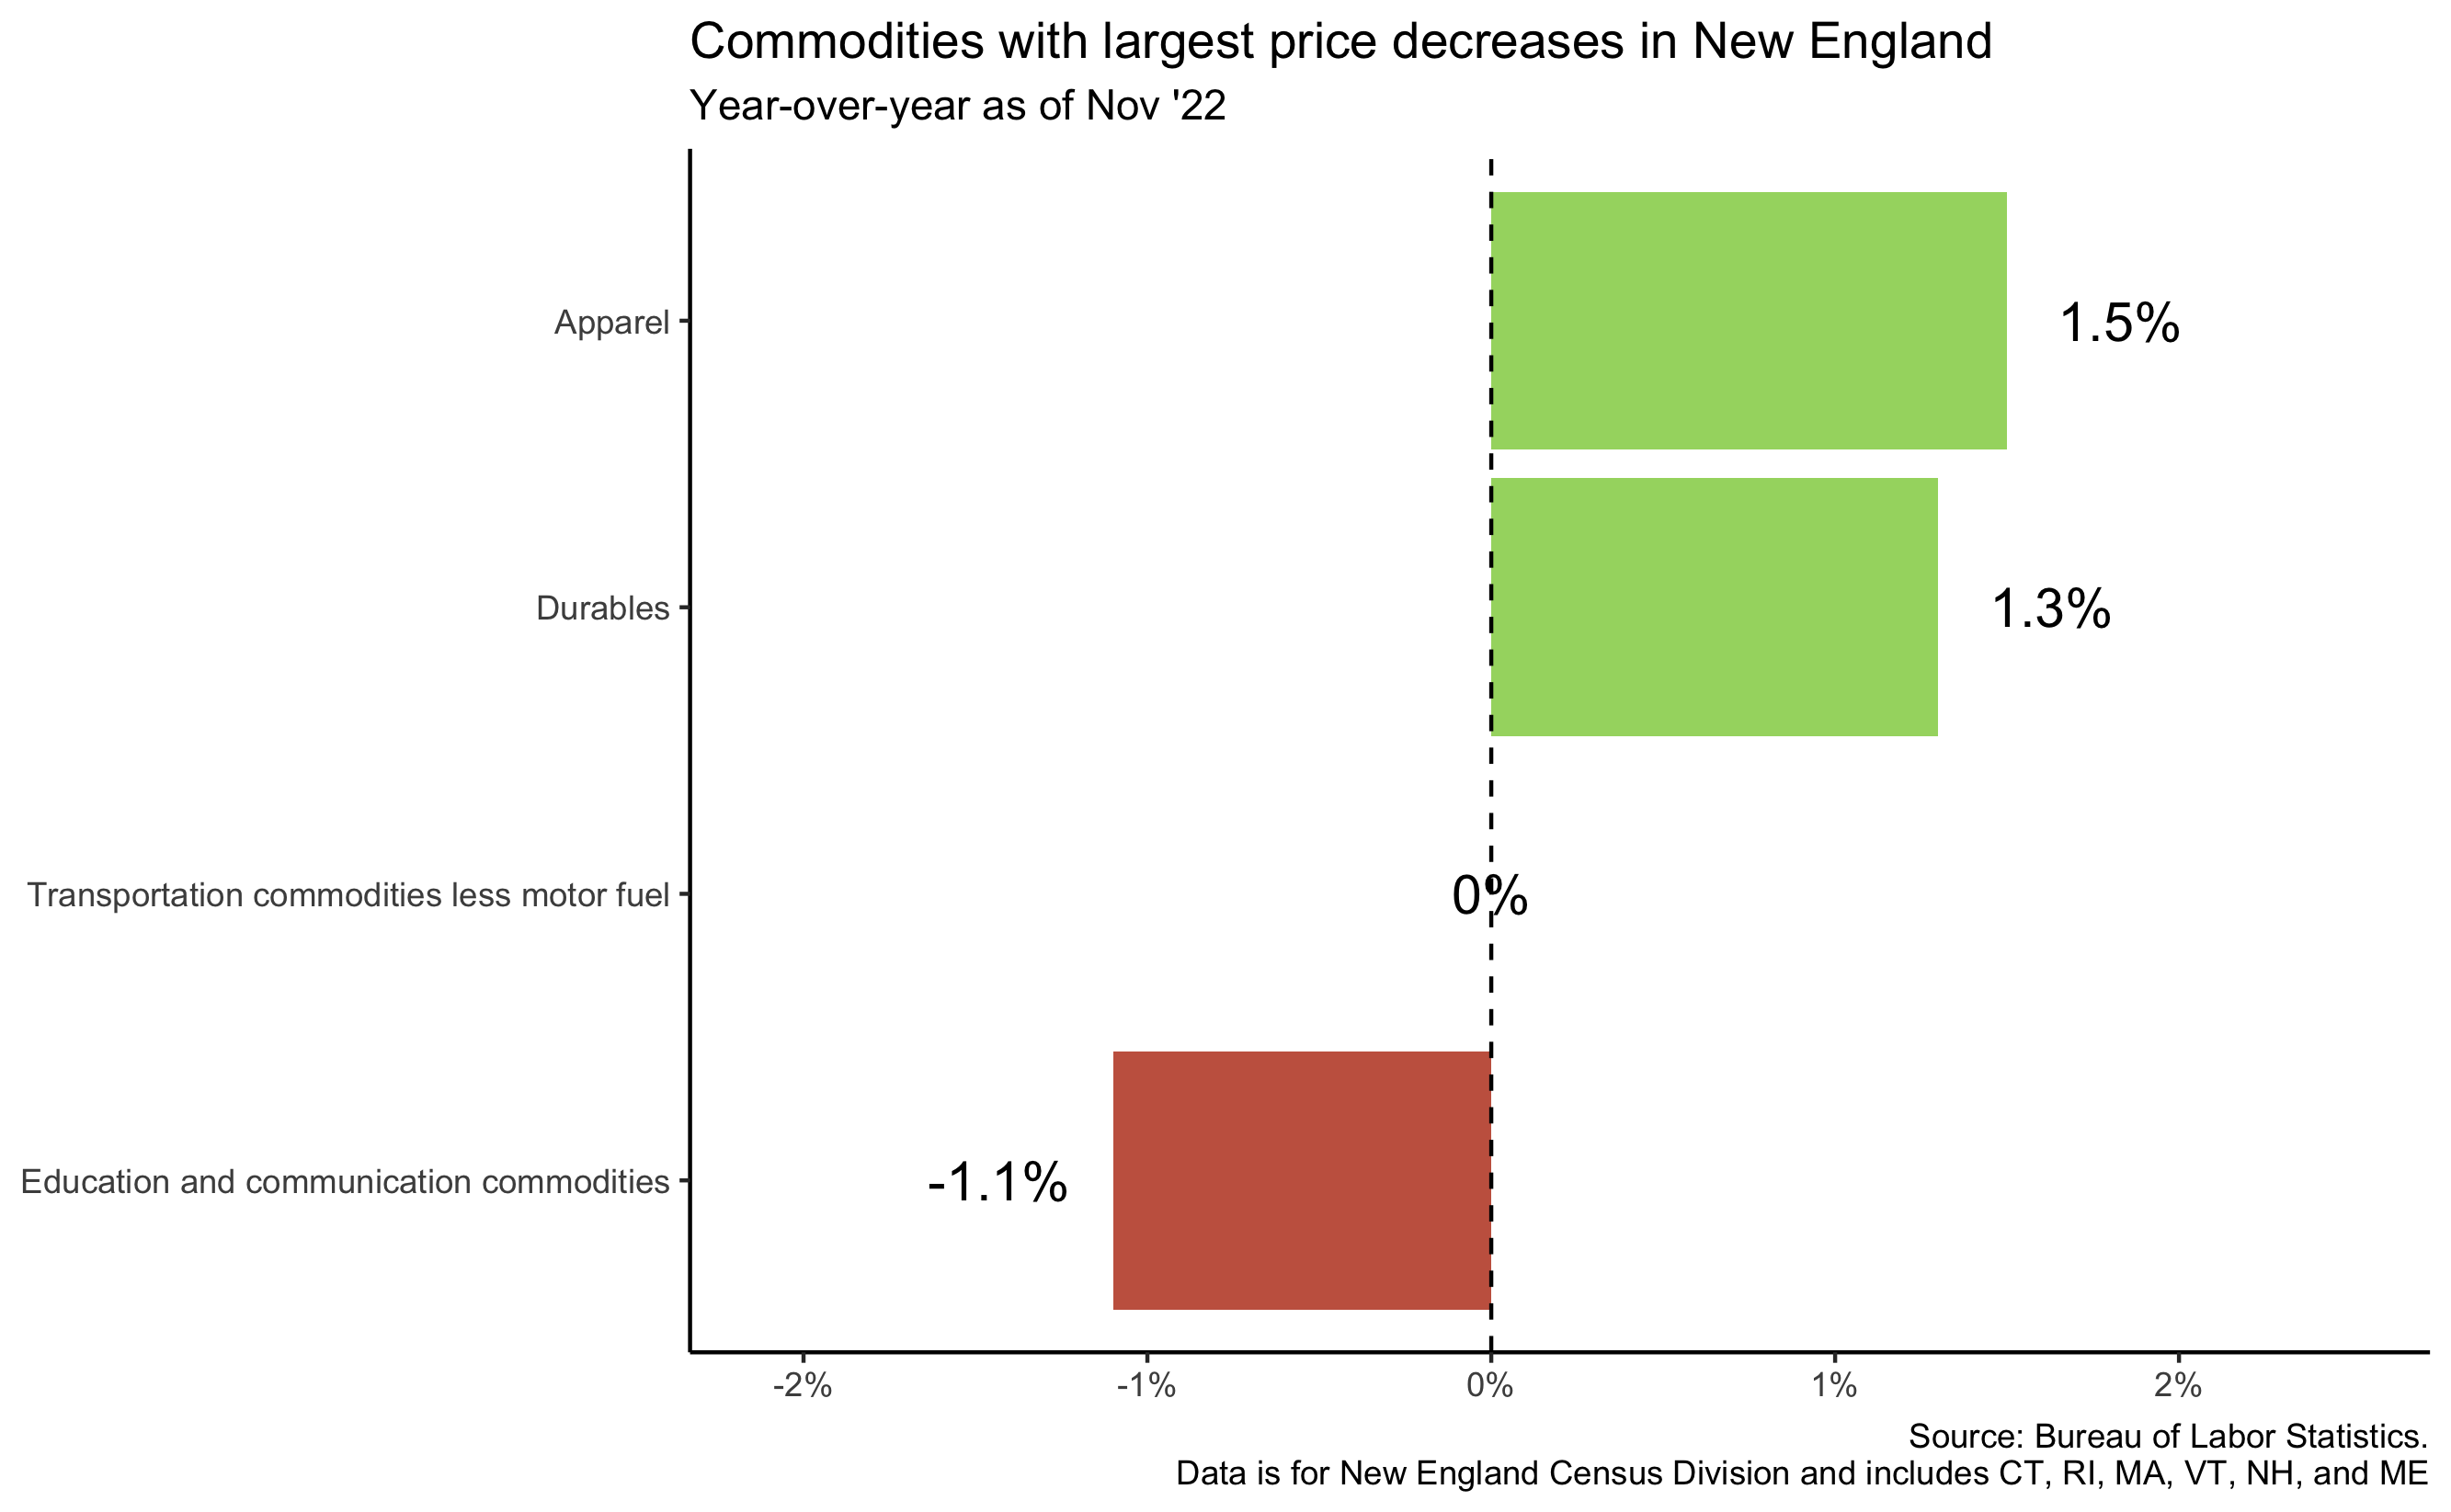 Commodities with largest price decreases in New England
Year-over-year as of Nov '22
Apparel
1.5%
Durables
1.3%
Transportation commodities less motor fuel
0%
Education and communication commodities
-1.1%
-2%
-1%
0%
1%
2%
Source: Bureau of Labor Statistics.
Data is for New England Census Division and includes CT, RI, MA, VT, NH, and ME